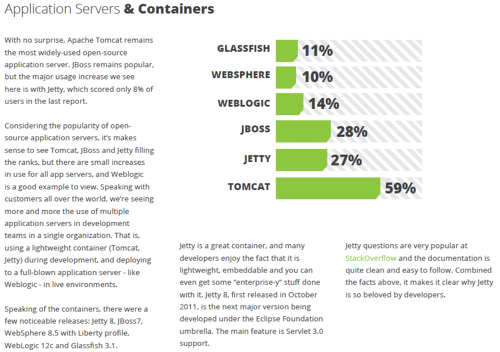 Application Servers & Containers
With no surprise, Apache Tomcat remains
the most widely-used open-source
application server. JBoss remains popular,
but the major usage increase we see
here is with Jetty, which scored only 8% of
users in the last report.
Considering the popularity of open-
source application servers, it's makes
sense to see Tomcat, JBoss and Jetty filling
the ranks, but there are small increases
in use for all app servers, and Weblogic
is a good example to view. Speaking with
customers all over the world, we're seeing
more and more the use of multiple
application servers in development
teams in a single organization. That is,
using a lightweight container (Tomcat,
Jetty) during development, and deploying
to a full-blown application server - like
Weblogic - in live environments.
Speaking of the containers, there were a
few noticeable releases: Jetty 8, JBoss7,
WebSphere 8.5 with Liberty profile,
WebLogic 12c and Glassfish 3.1.
GLASSFISH 11%
WEBSPHERE 10%
WEBLOGIC 14%
JBOSS 28%
JETTY 27%
TOMCAT 59%
Jetty is a great container, and many
developers enjoy the fact that it is
lightweight, embeddable and you can
even get some "enterprise-y" stuff done
with it. Jetty 8, first released in October
2011, is the next major version being
developed under the Eclipse Foundation
umbrella. The main feature is Servlet 3.0
support.
Jetty questions are very popular at
StackOverflow and the documentation is
quite clean and easy to follow. Combined
the facts above, it makes it clear why Jetty
is so beloved by developers.